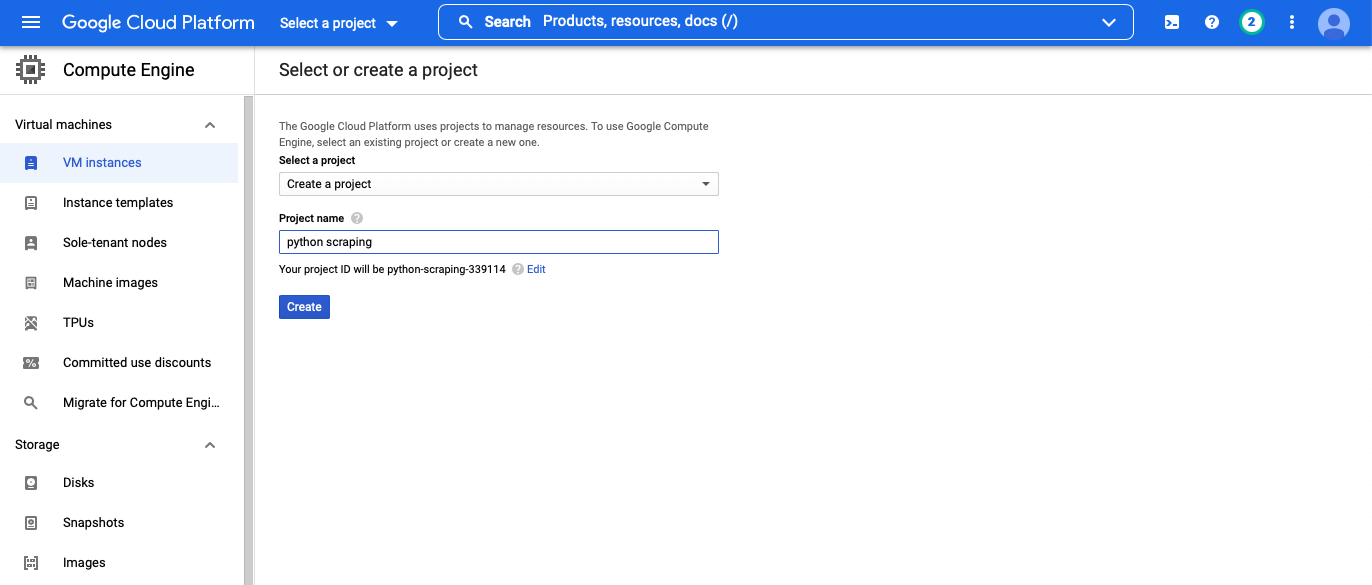 Google Cloud Platform
Select a project
Search Products, resources, docs (/)
2
Compute Engine
Select or create a project
Virtual machines
VM instances
Instance templates
Sole-tenant nodes
Machine images
TPUs
Committed use discounts
Migrate for Compute Engi...
Storage
Disks
Snapshots
Images
The Google Cloud Platform uses projects to manage resources. To use Google Compute
Engine, select an existing project or create a new one.
Select a project
Create a project
Project name ?
python scraping
Your project ID will be python-scraping-339114 ? Edit
Create